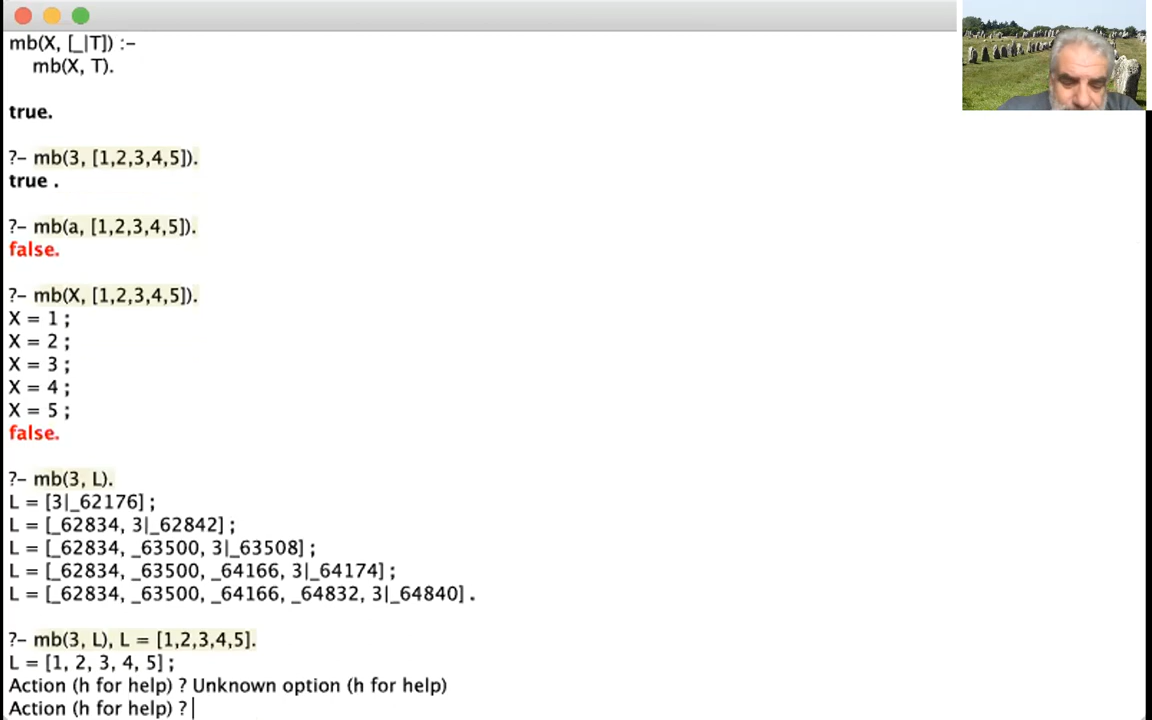 mb(X, [_|T]) :-
mb(X, T).
true.
?- mb(3, [1,2,3,4,5]).
true .
?- mb(a, [1,2,3,4,5]).
false.
?- mb(X, [1,2,3,4,5]).
X = 1 ;
X = 2 ;
X = 3 ;
X = 4 ;
X = 5 ;
false.
?- mb(3, L).
L = [3|_62176] ;
L = [_62834, 3|_62842] ;
L = [_62834, _63500, 3|_63508] ;
L = [_62834, _63500, _64166, 3|_64174] ;
L = [_62834, _63500, _64166, _64832, 3|_64840] .
?- mb(3, L), L = [1,2,3,4,5].
L = [1, 2, 3, 4, 5] ;
Action (h for help) ? Unknown option (h for help)
Action (h for help) ?